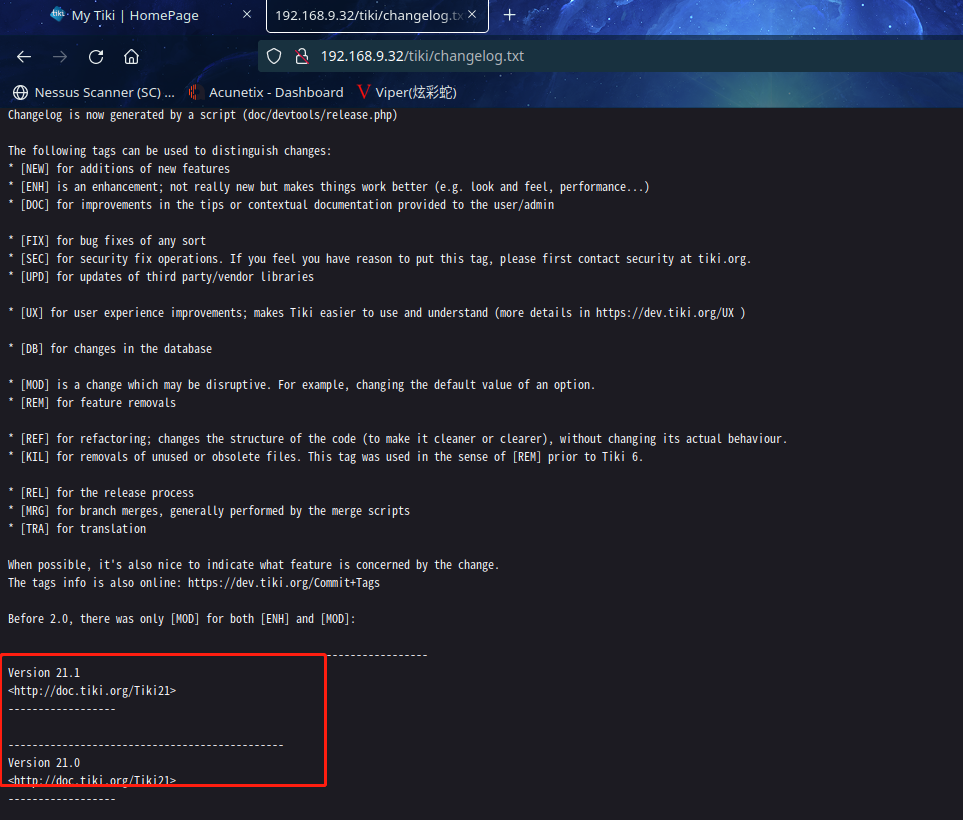 My Tiki | HomePage
192.168.9.32/tiki/changelog.tx
192.168.9.32/tiki/changelog.txt
Nessus Scanner (SC) ...
Acunetix - Dashboard
Viper(炫彩蛇)
Changelog is now generated by a script (doc/devtools/release.php)
The following tags can be used to distinguish changes:
* [NEW] for additions of new features
* [ENH] is an enhancement; not really new but makes things work better (e.g. look and feel, performance...)
* [DOC] for improvements in the tips or contextual documentation provided to the user/admin
* [FIX] for bug fixes of any sort
* [SEC] for security fix operations. If you feel you have reason to put this tag, please first contact security at tiki.org.
* [UPD] for updates of third party/vendor libraries
* [UX] for user experience improvements; makes Tiki easier to use and understand (more details in https://dev.tiki.org/UX )
* [DB] for changes in the database
* [MOD] is a change which may be disruptive. For example, changing the default value of an option.
* [REM] for feature removals
* [REF] for refactoring; changes the structure of the code (to make it cleaner or clearer), without changing its actual behaviour.
* [KIL] for removals of unused or obsolete files. This tag was used in the sense of [REM] prior to Tiki 6.
* [REL] for the release process
* [MRG] for branch merges, generally performed by the merge scripts
* [TRA] for translation
When possible, it's also nice to indicate what feature is concerned by the change.
The tags info is also online: https://dev.tiki.org/Commit+Tags
Before 2.0, there was only [MOD] for both [ENH] and [MOD]:
-----------------
Version 21.1
<http://doc.tiki.org/Tiki21>
------------------
----------------------------------------------
Version 21.0
<http://doc.tiki.org/Tiki21>
------------------